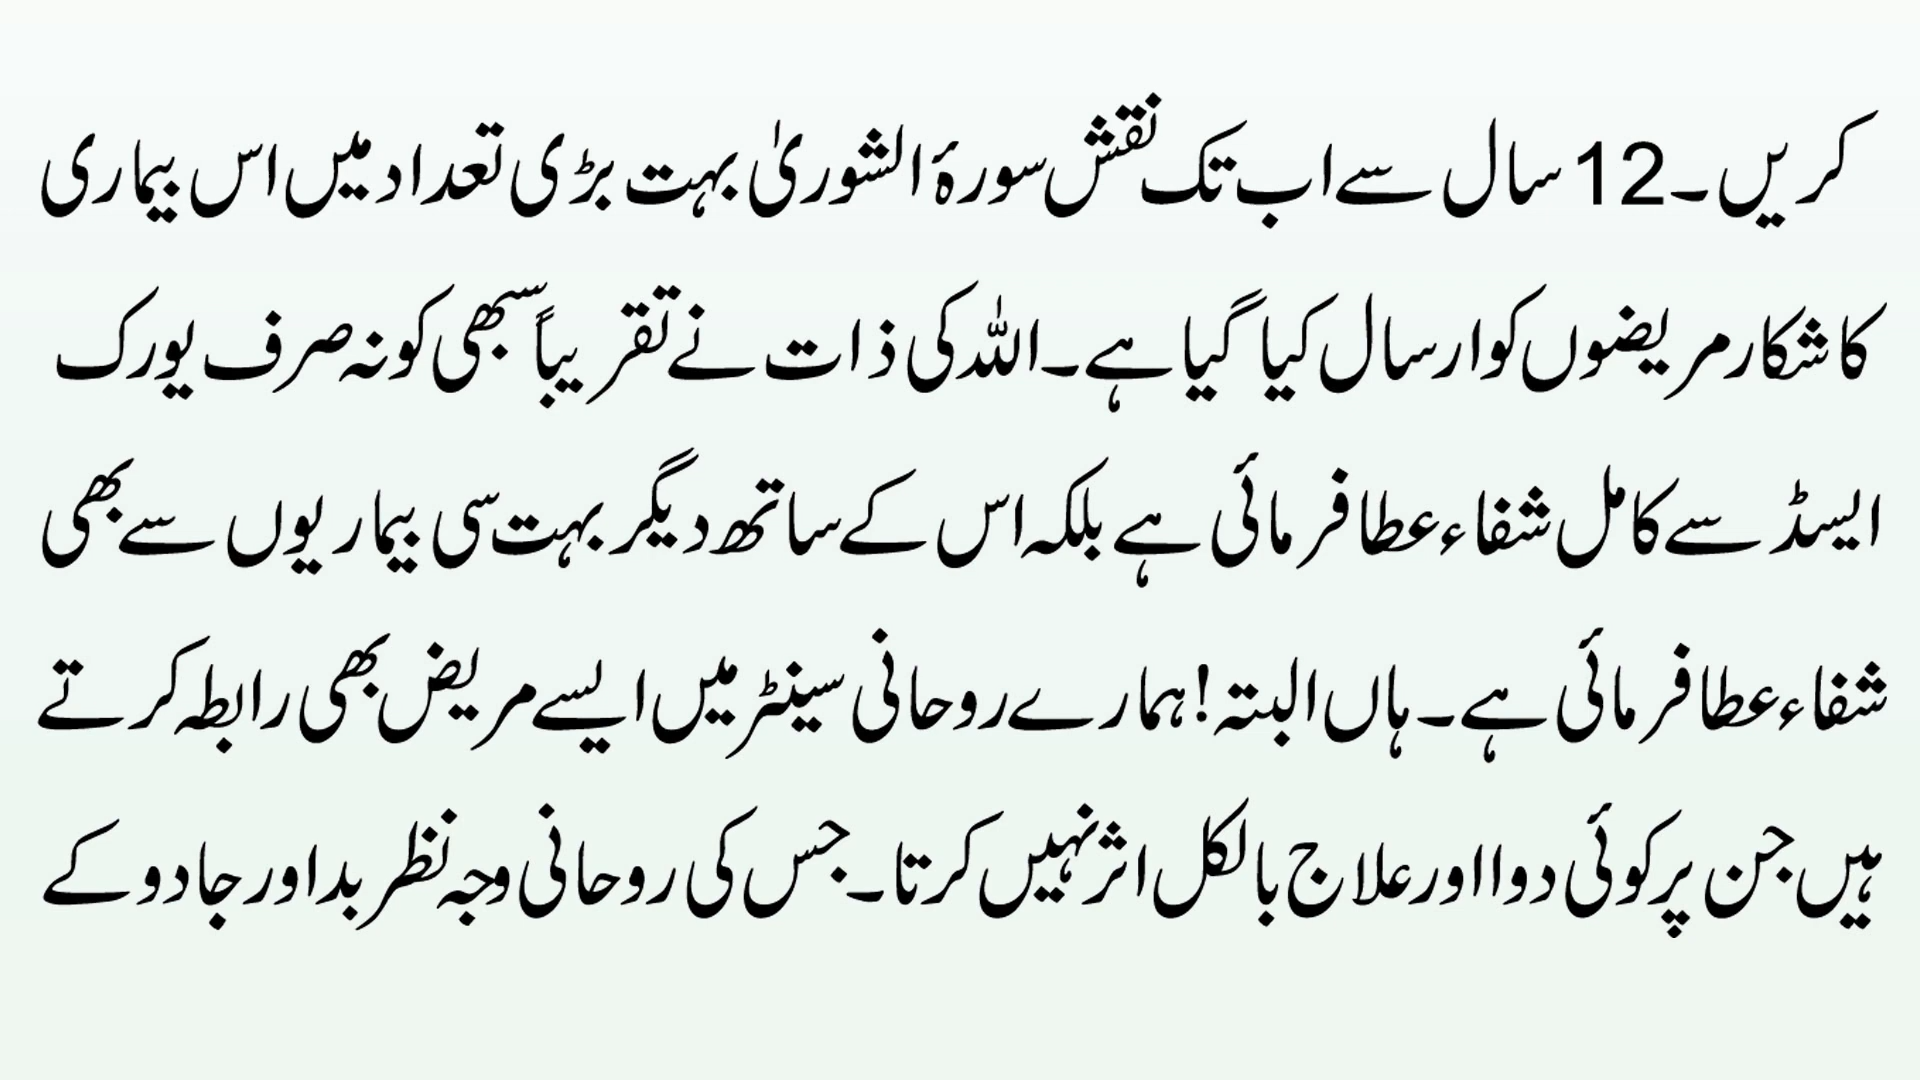 کریں۔ 12 سال سے اب تک نقش سورۂ الشوریٰ بہت بڑی تعداد میں اس بیماری
کا شکار مریضوں کو ارسال کیا گیا ہے۔ اللہ کی ذات نے تقریباً سبھی کو نہ صرف یورک
ایسڈ سے کامل شفاء عطا فرمائی ہے بلکہ اس کے ساتھ دیگر بہت سی بیماریوں سے بھی
شفاء عطا فرمائی ہے۔ ہاں البتہ! ہمارے روحانی سینٹر میں ایسے مریض بھی رابطہ کرتے
ہیں جن پر کوئی دوا اور علاج بالکل اثر نہیں کرتا۔ جس کی روحانی وجہ نظر بد اور جادو کے